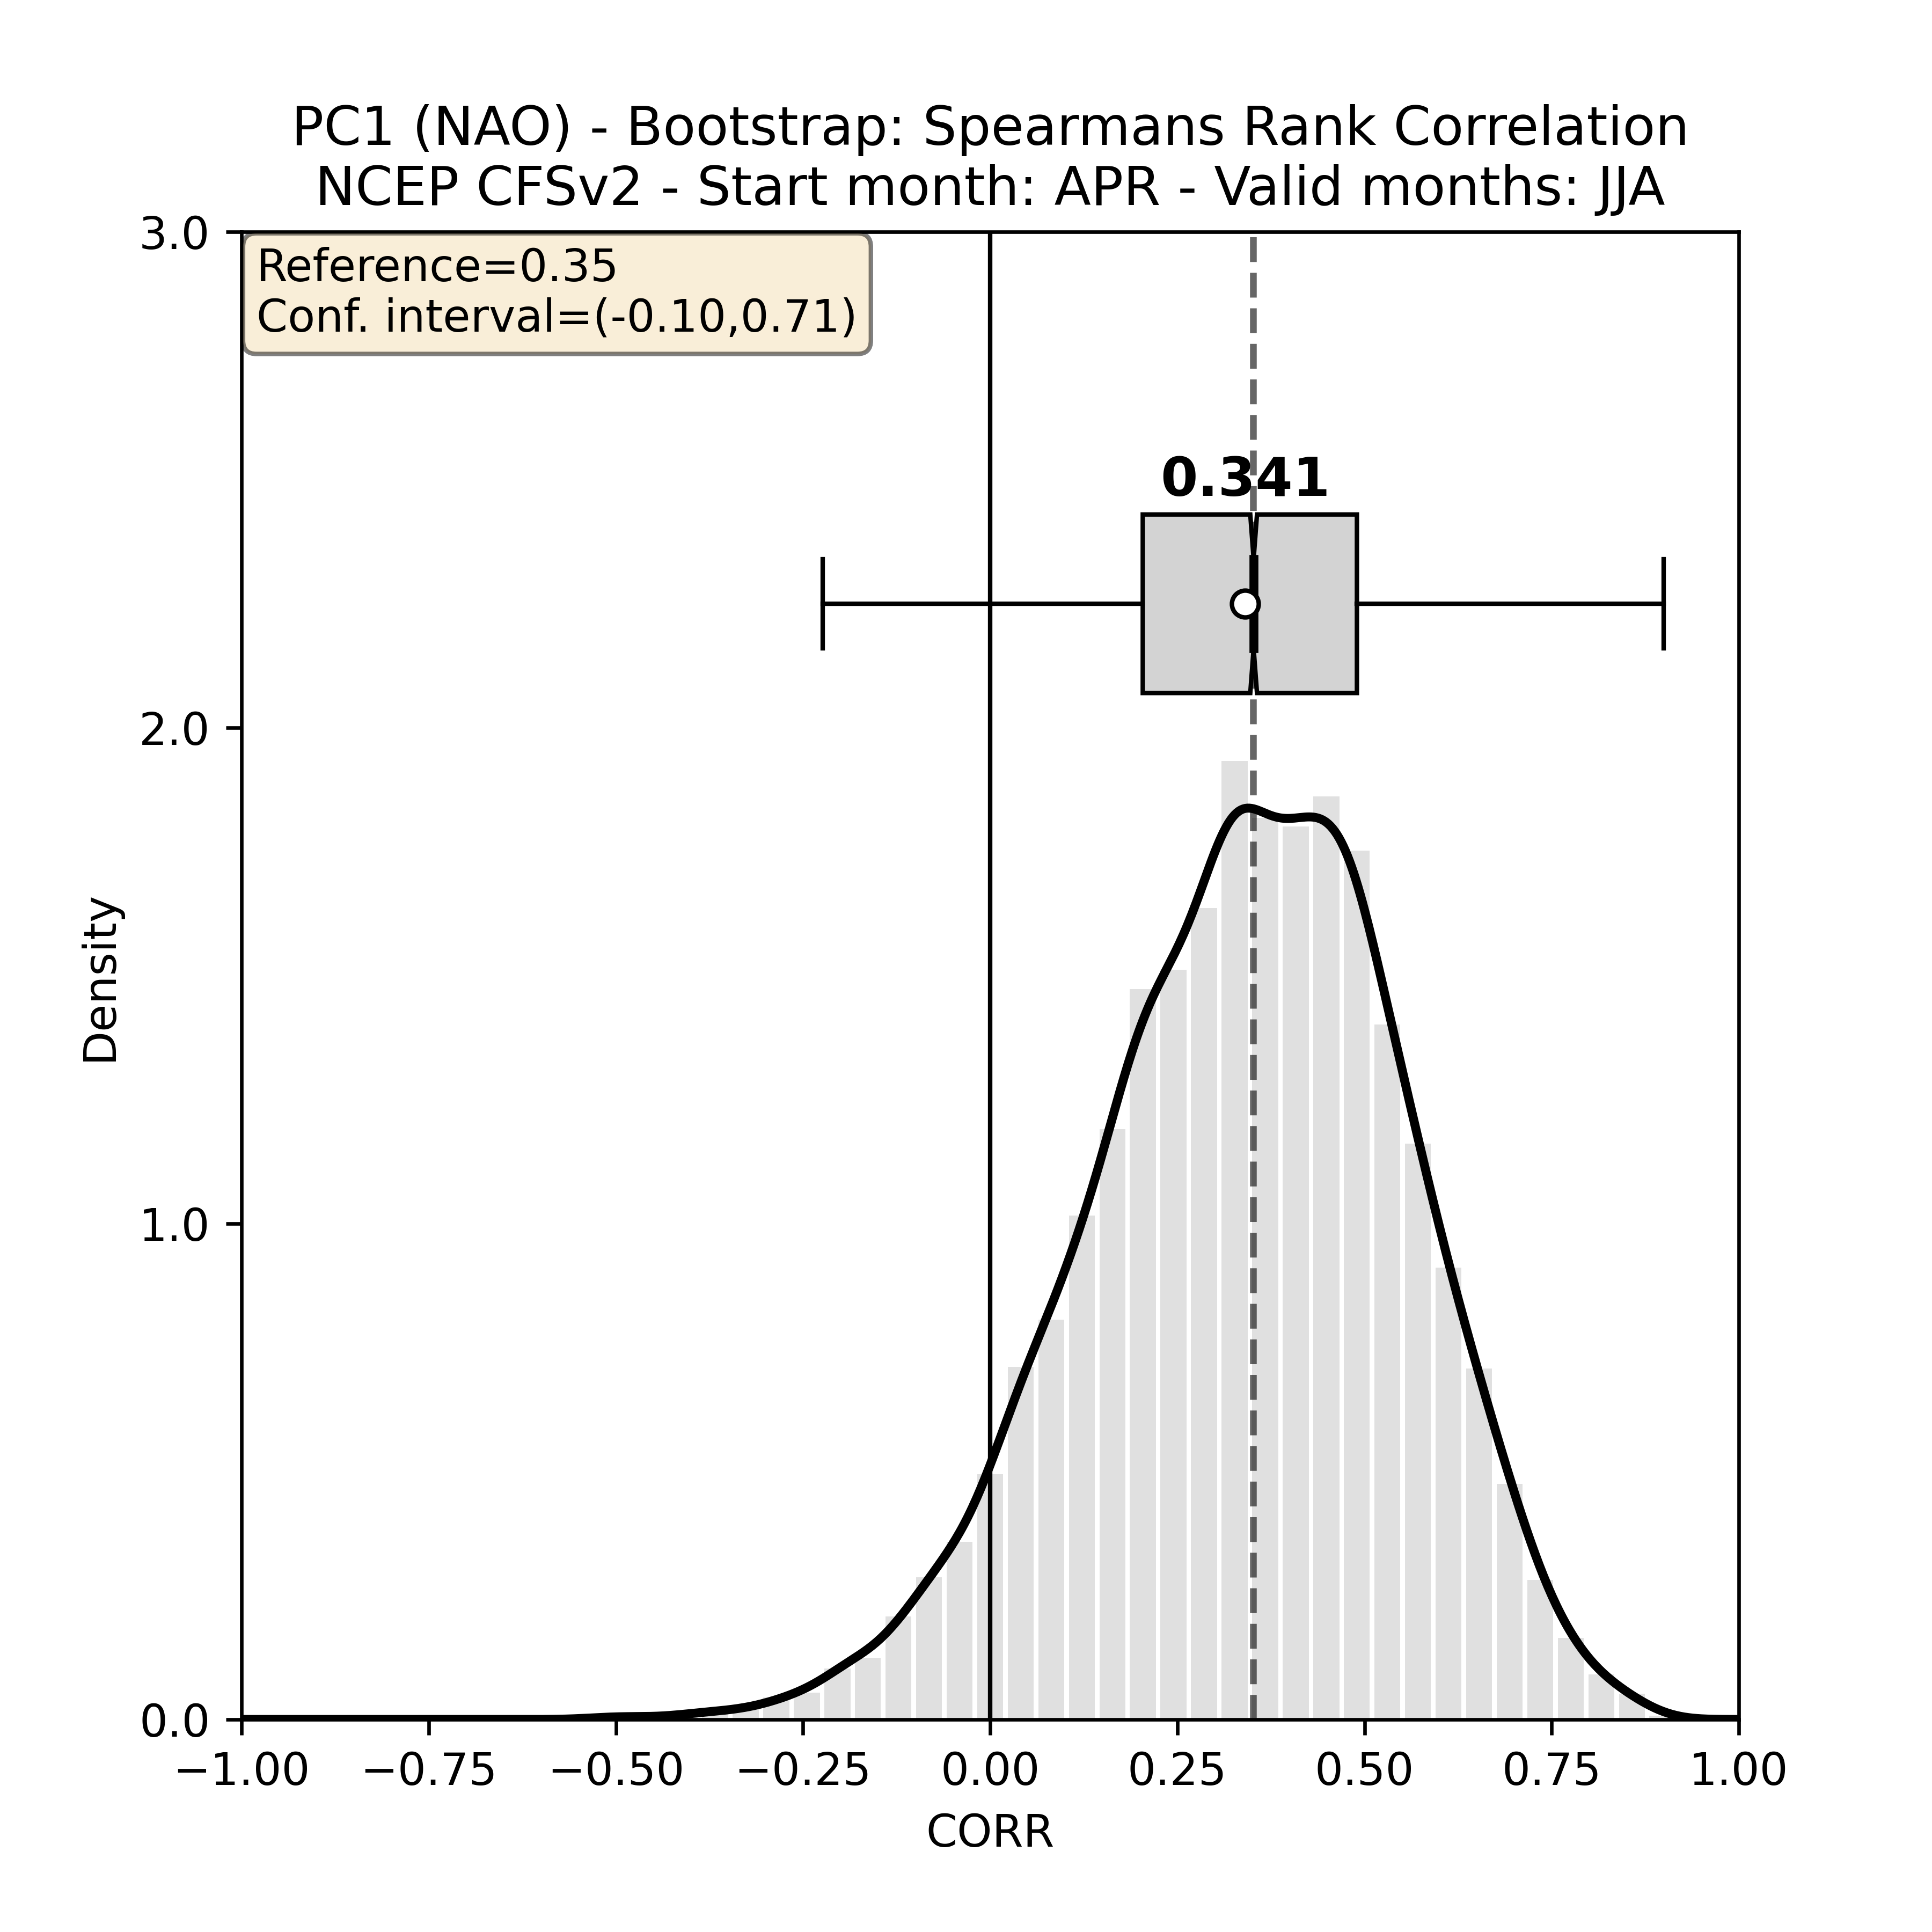 PC1 (NAO) - Bootstrap: Spearmans Rank Correlation
NCEP CFSv2 - Start month: APR - Valid months: JJA
Reference=0.35
Conf. interval=(-0.10,0.71)
0.341
3.0
2.0
1.0
0.0
Density
−1.00 −0.75 −0.50 −0.25 0.00 0.25 0.50 0.75 1.00
CORR